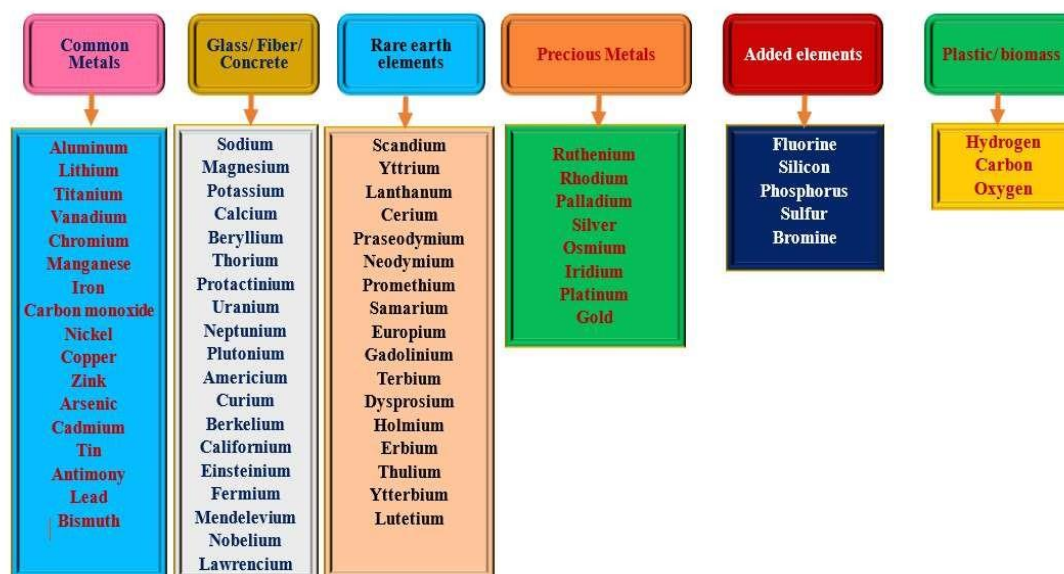 Common
Metals
Glass/ Fiber/
Concrete
Rare earth
elements
Precious Metals
Added elements
Plastic/ biomass
Aluminum
Lithium
Titanium
Vanadium
Chromium
Manganese
Iron
Carbon monoxide
Nickel
Copper
Zink
Arsenic
Cadmium
Tin
Antimony
Lead
Bismuth
Sodium
Magnesium
Potassium
Calcium
Beryllium
Thorium
Protactinium
Uranium
Neptunium
Plutonium
Americium
Curium
Berkelium
Californium
Einsteinium
Fermium
Mendelevium
Nobelium
Lawrencium
Scandium
Yttrium
Lanthanum
Cerium
Praseodymium
Neodymium
Promethium
Samarium
Europium
Gadolinium
Terbium
Dysprosium
Holmium
Erbium
Thulium
Ytterbium
Lutetium
Ruthenium
Rhodium
Palladium
Silver
Osmium
Iridium
Platinum
Gold
Fluorine
Silicon
Phosphorus
Sulfur
Bromine
Hydrogen
Carbon
Oxygen